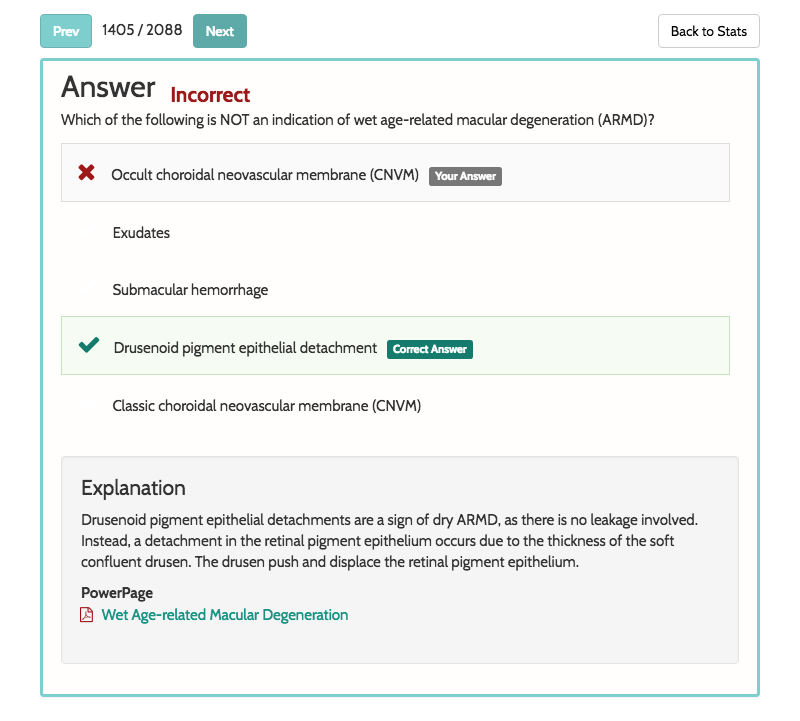 Prev 1405 / 2088 Next Back to Stats
Answer Incorrect
Which of the following is NOT an indication of wet age-related macular degeneration (ARMD)?
Occult choroidal neovascular membrane (CNVM) Your Answer
Exudates
Submacular hemorrhage
Drusenoid pigment epithelial detachment Correct Answer
Classic choroidal neovascular membrane (CNVM)
Explanation
Drusenoid pigment epithelial detachments are a sign of dry ARMD, as there is no leakage involved.
Instead, a detachment in the retinal pigment epithelium occurs due to the thickness of the soft
confluent drusen. The drusen push and displace the retinal pigment epithelium.
PowerPage
Wet Age-related Macular Degeneration